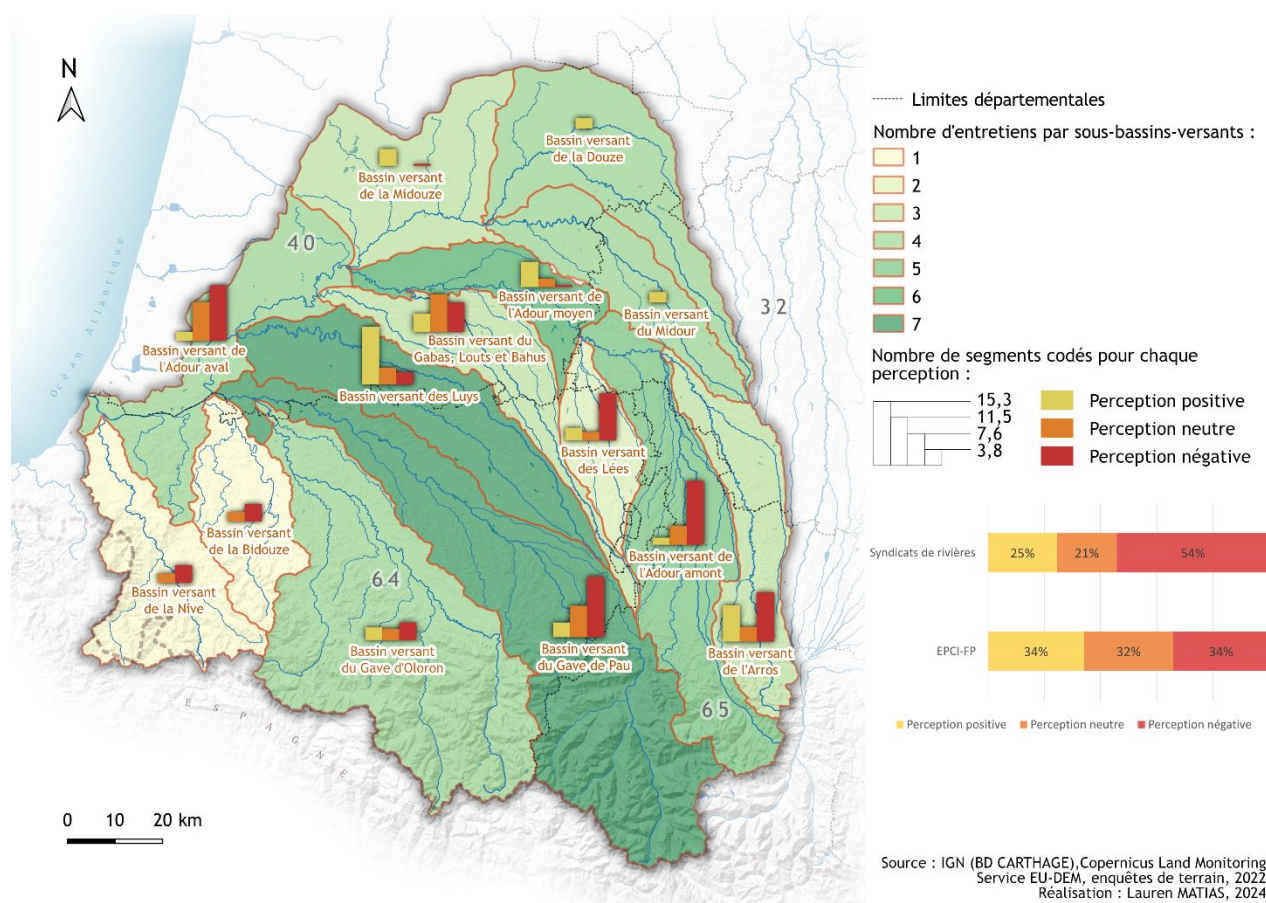 N
Océan Atlantique
Bassin versant
de la Douze
Bassin versant
de la Midouze
40
32
Bassin versant de
l'Adour moyen
Bassin versant
du Midour
Bassin versant de
l'Adour aval
Bassin versant du
Gabas, Louts et Bahus
Bassin versant des Luys
Bassin versant
des Lées
Bassin versant
de la Bidouze
Bassin versant de
l'Adour amont
Bassin versant
de la Nive
64
Bassin versant
du Gave d'Oloron
Bassin versant
du Gave de Pau
Bassin versant
de l'Arros
65
ESPAGNE
0 10 20 km
Limites départementales
Nombre d'entretiens par sous-bassins-versants :
1
2
3
4
5
6
7
Nombre de segments codés pour chaque
perception :
15,3
11,5
7,6
3,8
Perception positive
Perception neutre
Perception négative
Syndicats de rivières 25% 21% 54%
EPCI-FP 34% 32% 34%
Perception positive Perception neutre Perception négative
Source : IGN (BD CARTHAGE),Copernicus Land Monitoring
Service EU-DEM, enquêtes de terrain, 2022
Réalisation : Lauren MATIAS, 2024